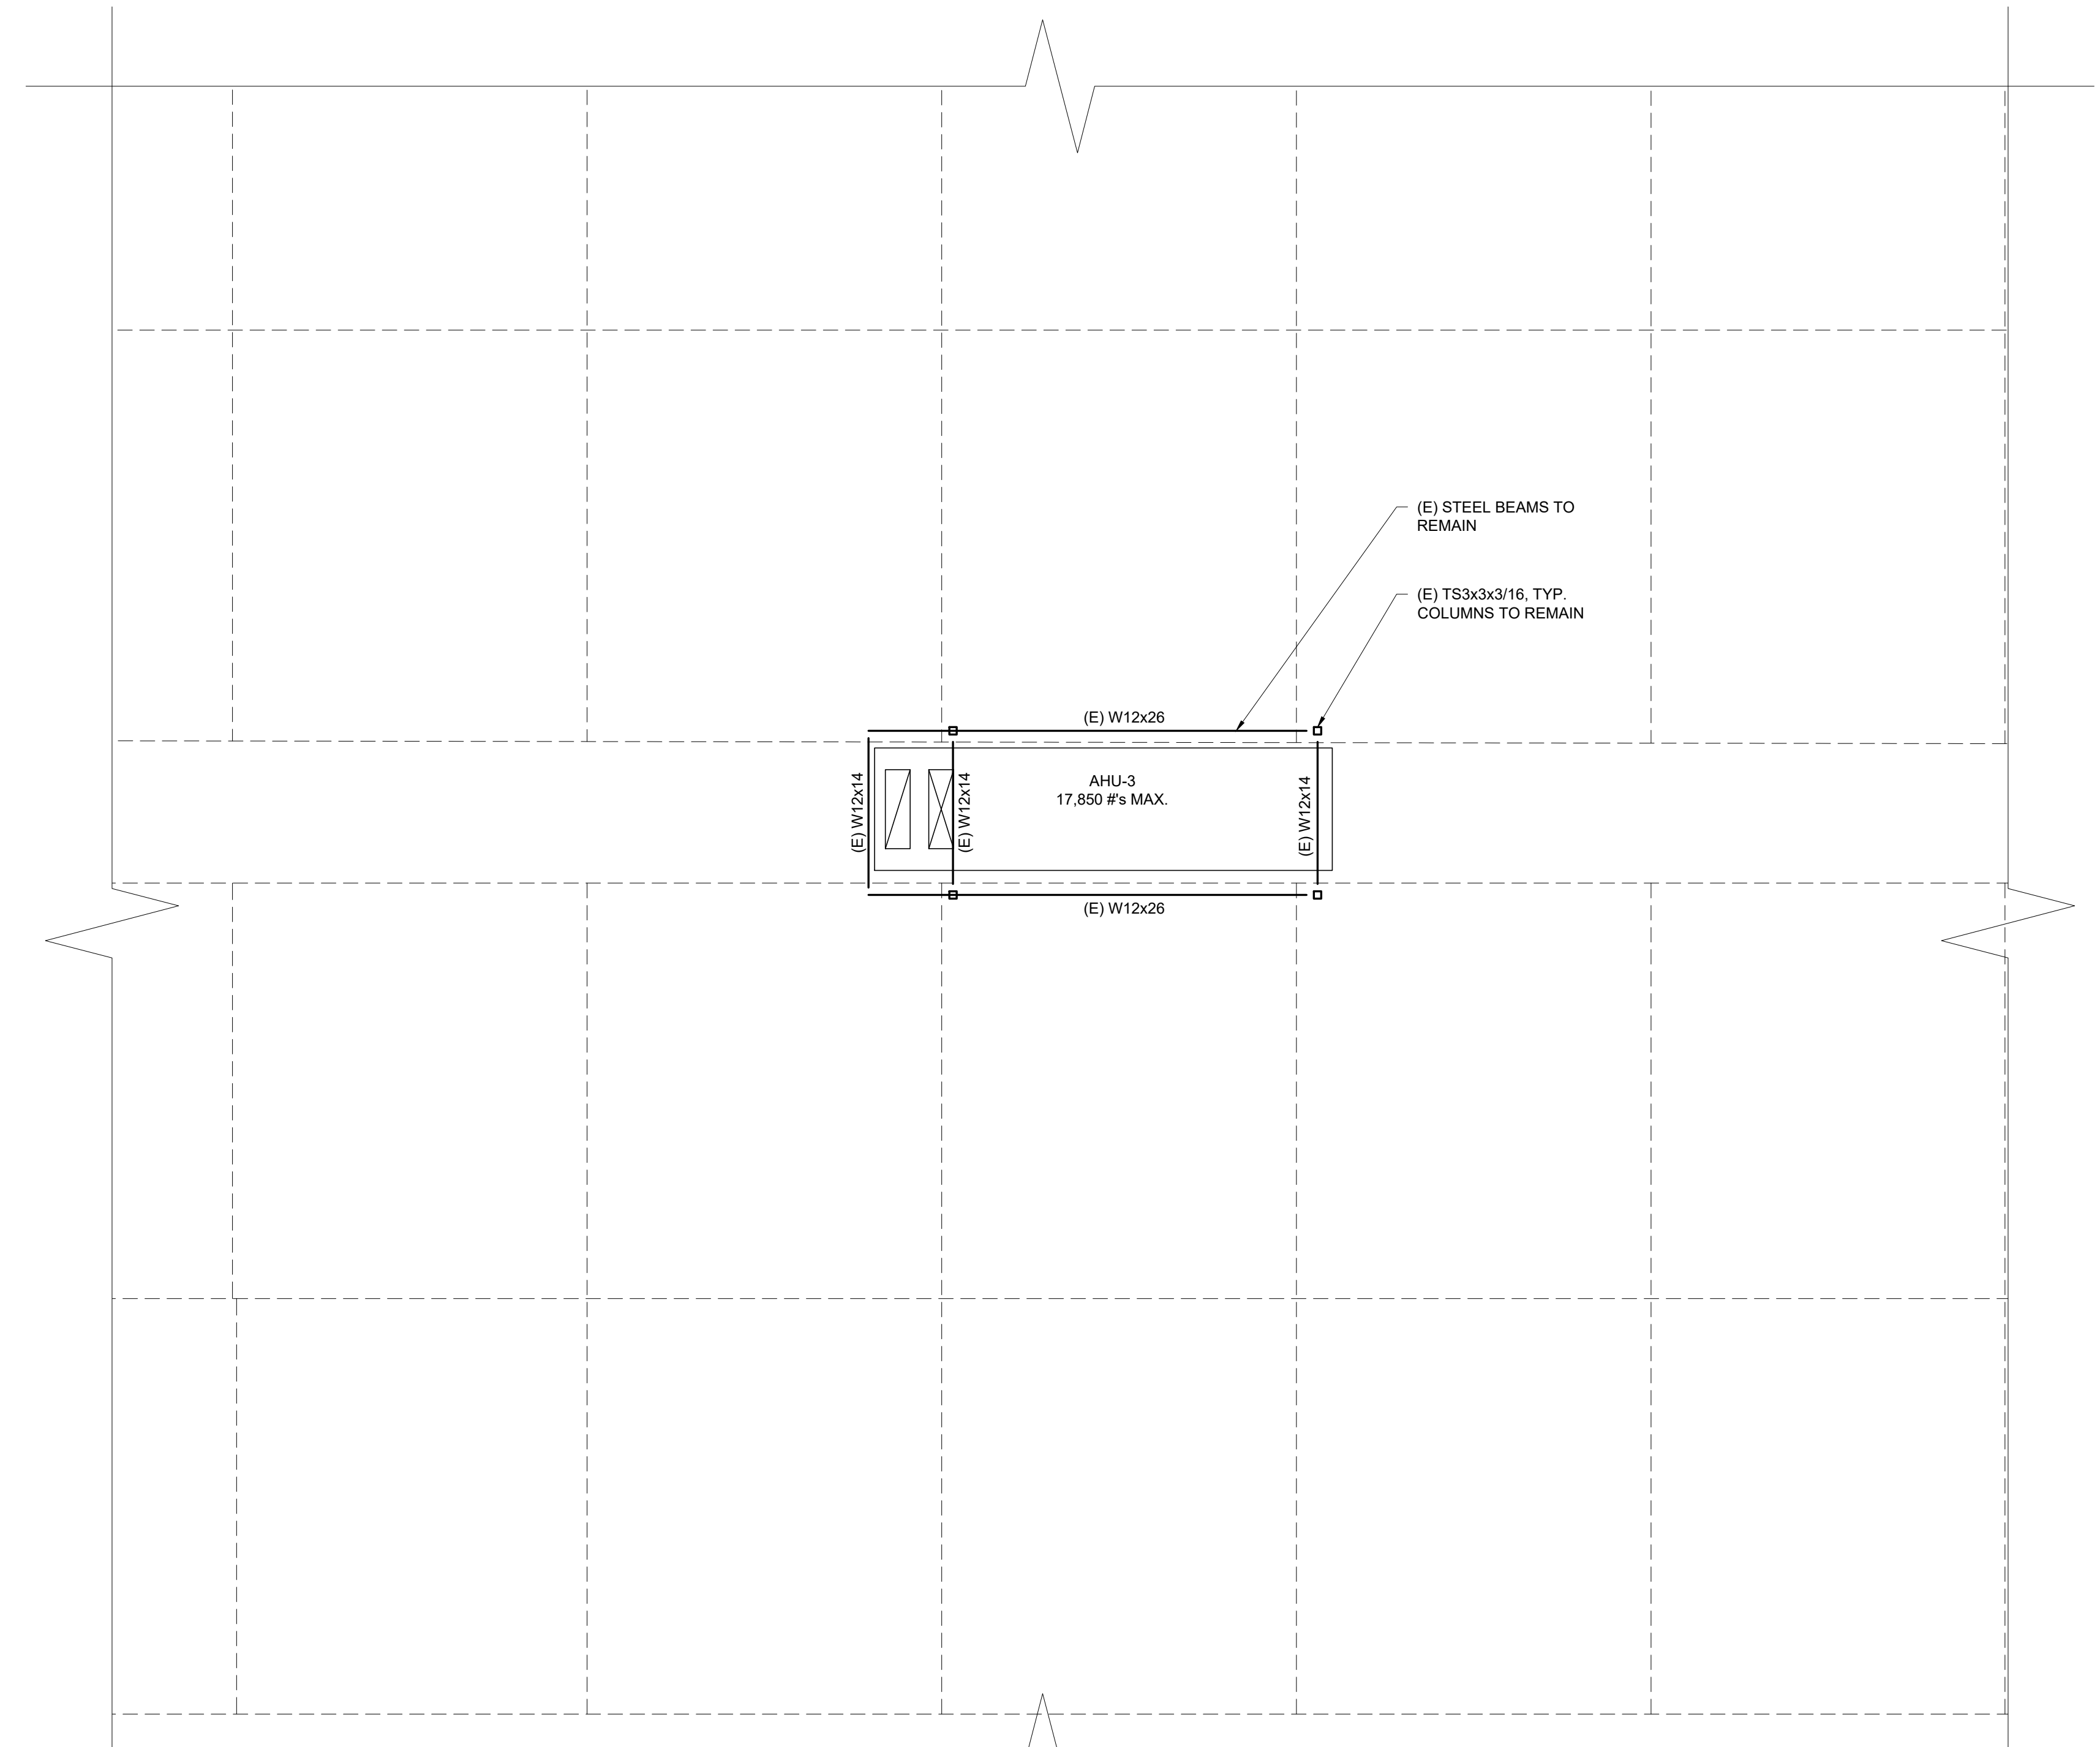 (E) STEEL BEAMS TO
REMAIN
(E) TS3x3x3/16, TYP.
COLUMNS TO REMAIN
(E) W12x26
AHU-3
17,850 #'s MAX.
(E) W12x14
(E) W12x14
(E) W12x14
(E) W12x26